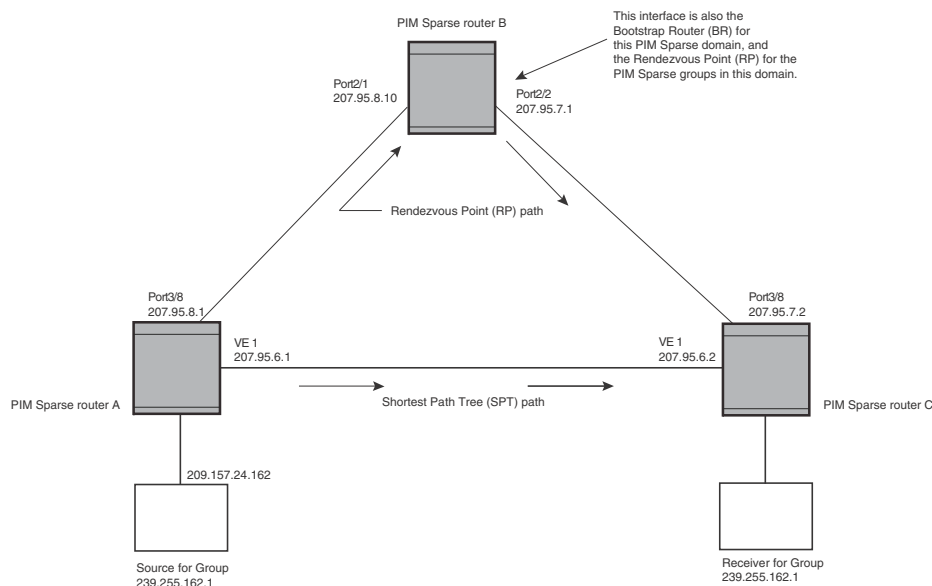 PIM Sparse router B
This interface is also the
Bootstrap Router (BR) for
this PIM Sparse domain, and
the Rendezvous Point (RP) for the
PIM Sparse groups in this domain.
Port2/1
207.95.8.10
Port2/2
207.95.7.1
Rendezvous Point (RP) path
Port3/8
207.95.8.1
Port3/8
207.95.7.2
VE 1
207.95.6.1
VE 1
207.95.6.2
Shortest Path Tree (SPT) path
PIM Sparse router A
PIM Sparse router C
209.157.24.162
Source for Group
239.255.162.1
Receiver for Group
239.255.162.1